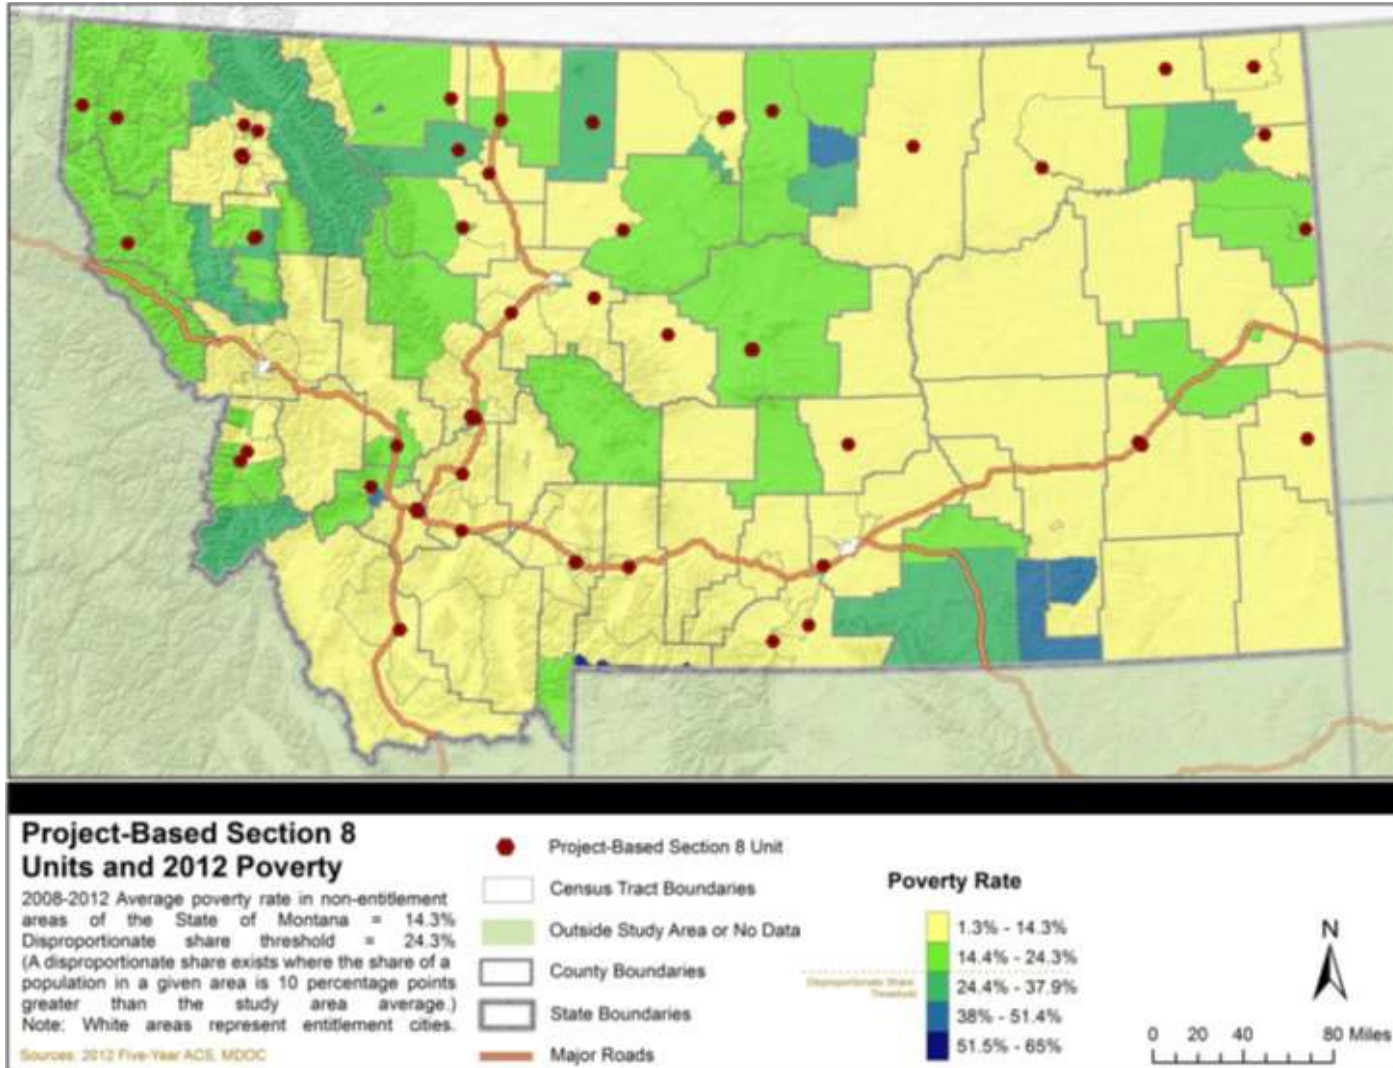 Project-Based Section 8
Units and 2012 Poverty
2008-2012 Average poverty rate in non-entitlement
areas of the State of Montana = 14.3%
Disproportionate share threshold = 24.3%
(A disproportionate share exists where the share of a
population in a given area is 10 percentage points
greater than the study area average.)
Note: White areas represent entitlement cities.
Sources: 2012 Five-Year ACS, MDOC
Project-Based Section 8 Unit
Census Tract Boundaries
Outside Study Area or No Data
County Boundaries
State Boundaries
Major Roads
Poverty Rate
1.3% - 14.3%
14.4% - 24.3%
Disproportionate Share
Threshold
24.4% - 37.9%
38% - 51.4%
51.5% - 65%
N
0 20 40 80 Miles